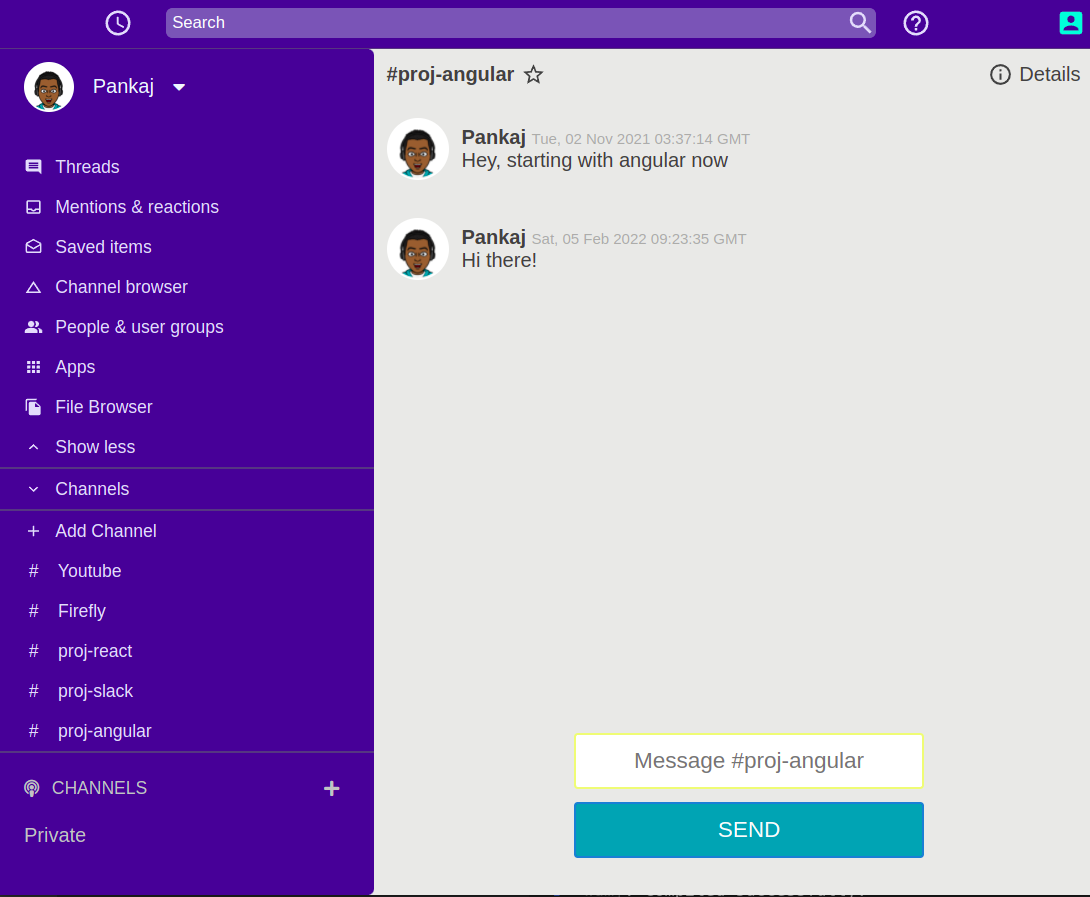 Search
Pankaj
Threads
Mentions & reactions
Saved items
Channel browser
People & user groups
Apps
File Browser
Show less
Channels
Add Channel
# Youtube
# Firefly
# proj-react
# proj-slack
# proj-angular
CHANNELS
Private
#proj-angular
Details
Pankaj Tue, 02 Nov 2021 03:37:14 GMT
Hey, starting with angular now
Pankaj Sat, 05 Feb 2022 09:23:35 GMT
Hi there!
Message #proj-angular
SEND